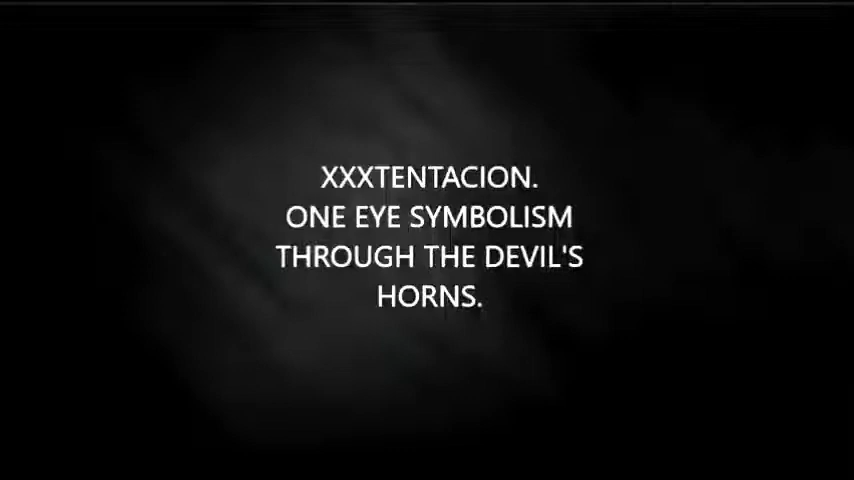 XXXTENTACION.
ONE EYE SYMBOLISM
THROUGH THE DEVIL'S
HORNS.